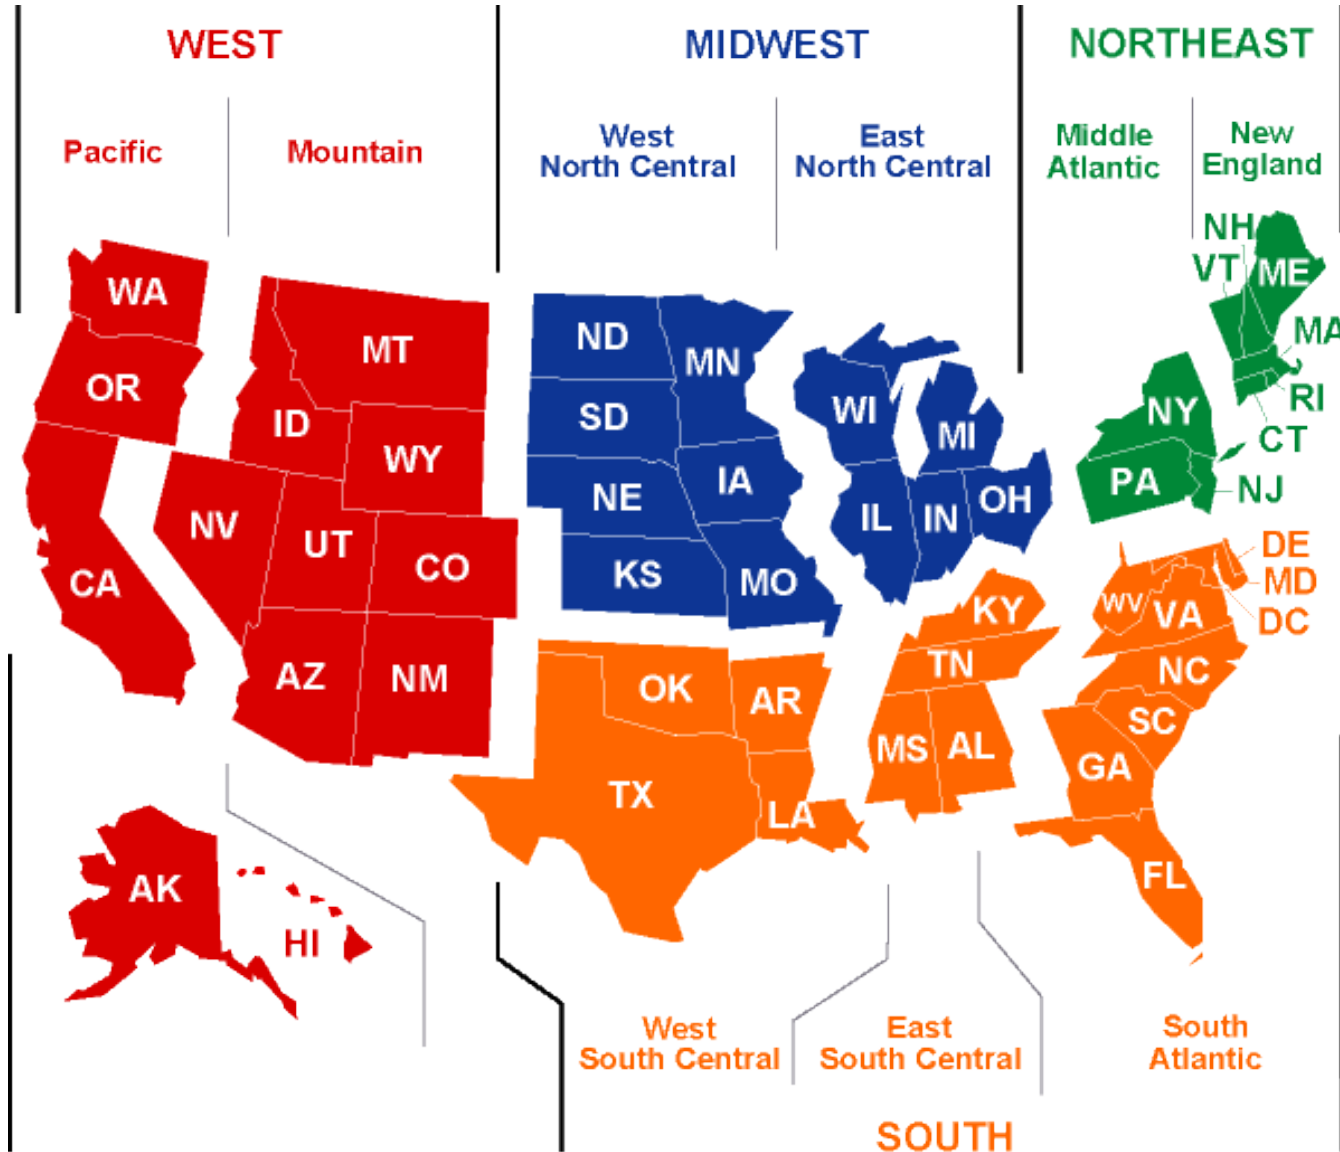 WEST
MIDWEST
NORTHEAST
Pacific
Mountain
West
North Central
East
North Central
Middle
Atlantic
New
England
NH
VT
ME
WA
MT
ND
MN
MA
OR
ID
SD
WI
MI
NY
RI
CT
WY
NE
IA
IL
IN
OH
PA
NJ
NV
UT
CO
KS
MO
DE
MD
DC
CA
WV
VA
KY
AZ
NM
OK
AR
TN
NC
SC
MS
AL
GA
TX
LA
FL
AK
HI
West
South Central
East
South Central
South
Atlantic
SOUTH